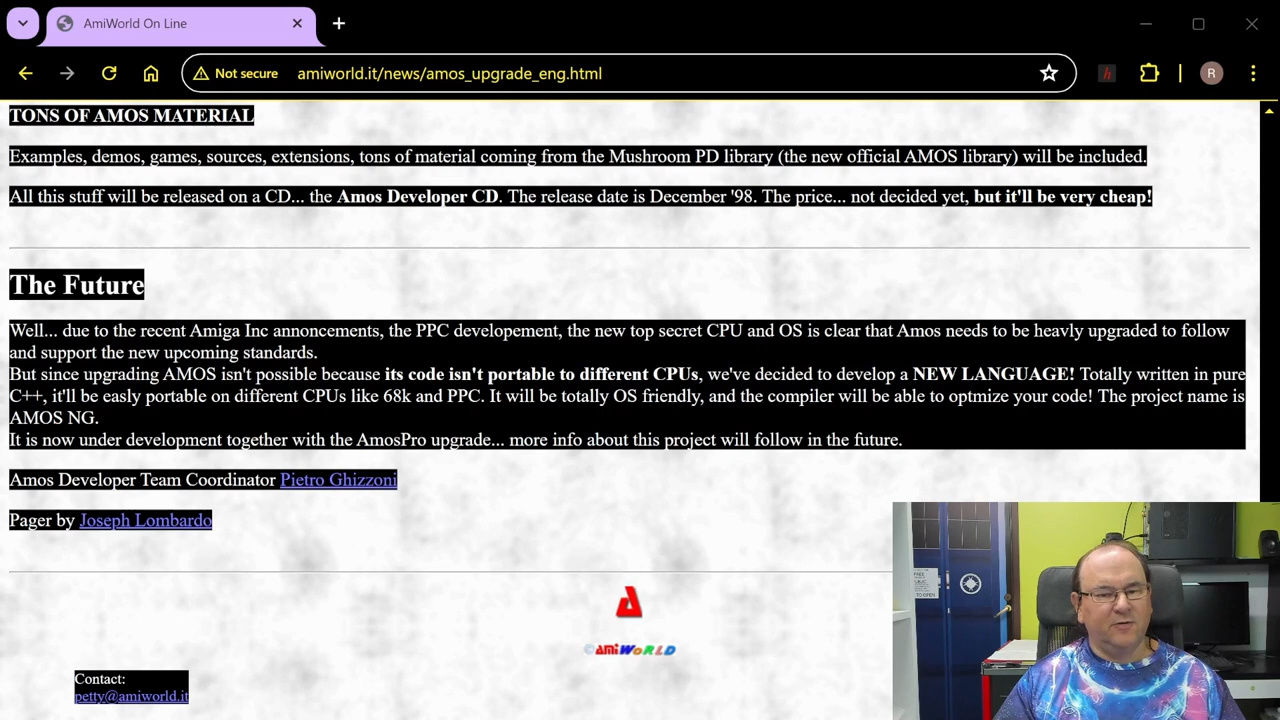 AmiWorld On Line
Not secure
amiworld.it/news/amos_upgrade_eng.html
R
TONS OF AMOS MATERIAL
Examples, demos, games, sources, extensions, tons of material coming from the Mushroom PD library (the new official AMOS library) will be included.
All this stuff will be released on a CD... the Amos Developer CD. The release date is December '98. The price... not decided yet, but it'll be very cheap!
The Future
Well... due to the recent Amiga Inc annoncements, the PPC developement, the new top secret CPU and OS is clear that Amos needs to be heavly upgraded to follow
and support the new upcoming standards.
But since upgrading AMOS isn't possible because its code isn't portable to different CPUs, we've decided to develop a NEW LANGUAGE! Totally written in pure
C++, it'll be easly portable on different CPUs like 68k and PPC. It will be totally OS friendly, and the compiler will be able to optmize your code! The project name is
AMOS NG.
It is now under development together with the AmosPro upgrade... more info about this project will follow in the future.
Amos Developer Team Coordinator Pietro Ghizzoni
Pager by Joseph Lombardo
©amiWORLD
Contact:
petty@amiworld.it
FREE
TO OPEN